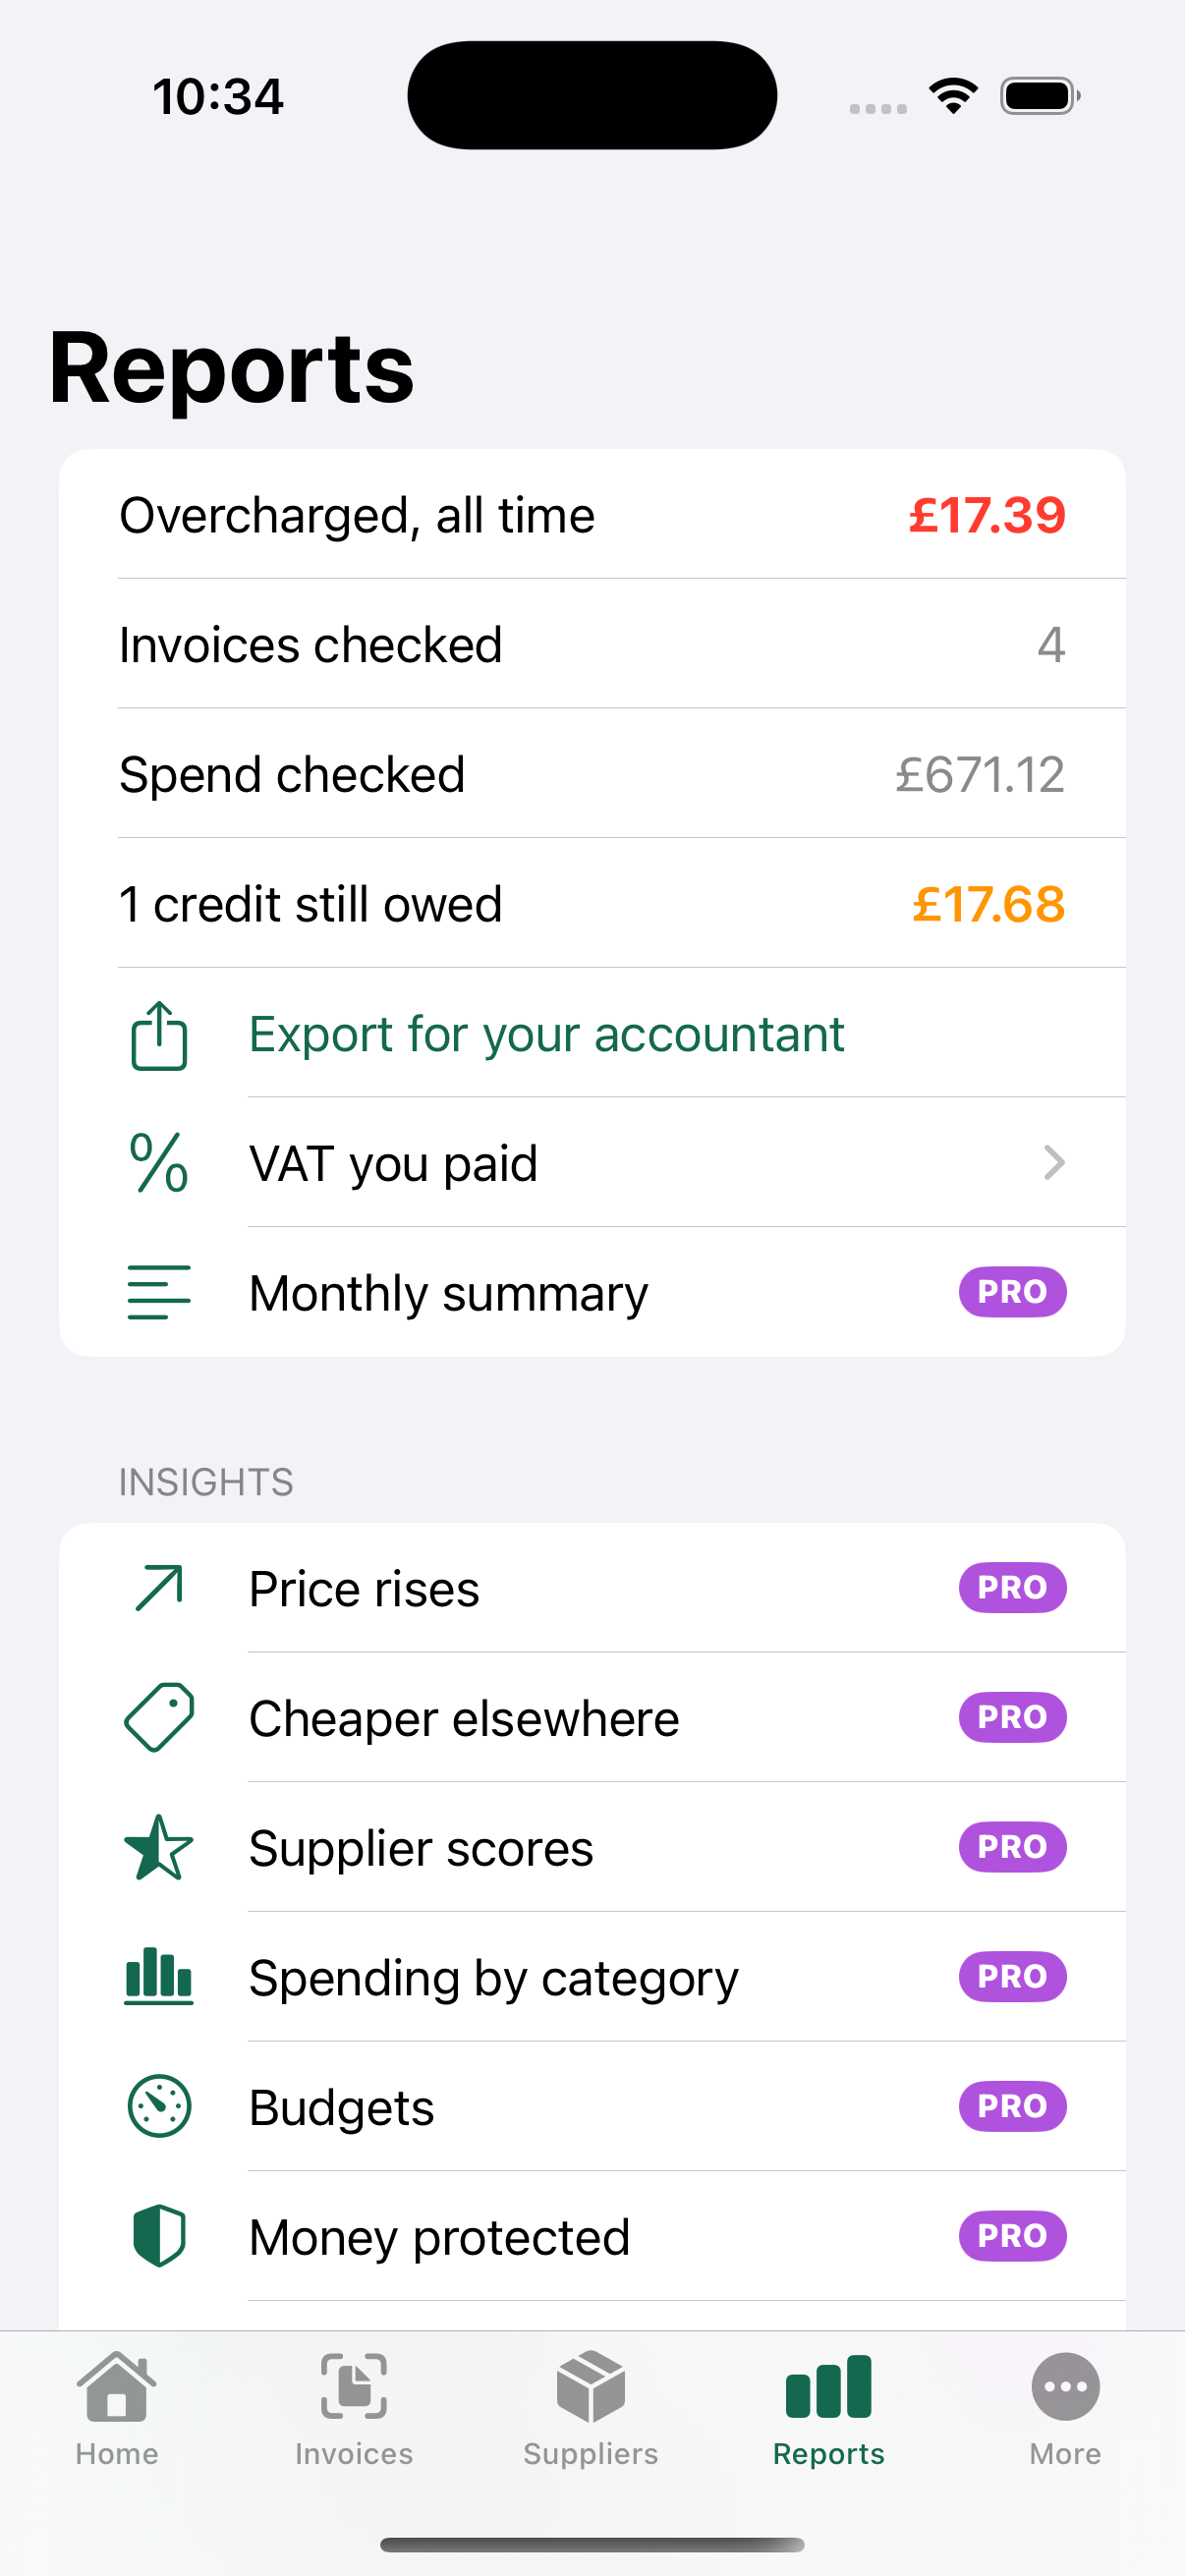 10:34
Reports
Overcharged, all time £17.39
Invoices checked 4
Spend checked £671.12
1 credit still owed £17.68
Export for your accountant
VAT you paid
Monthly summary PRO
INSIGHTS
Price rises PRO
Cheaper elsewhere PRO
Supplier scores PRO
Spending by category PRO
Budgets PRO
Money protected PRO
Home Invoices Suppliers Reports More